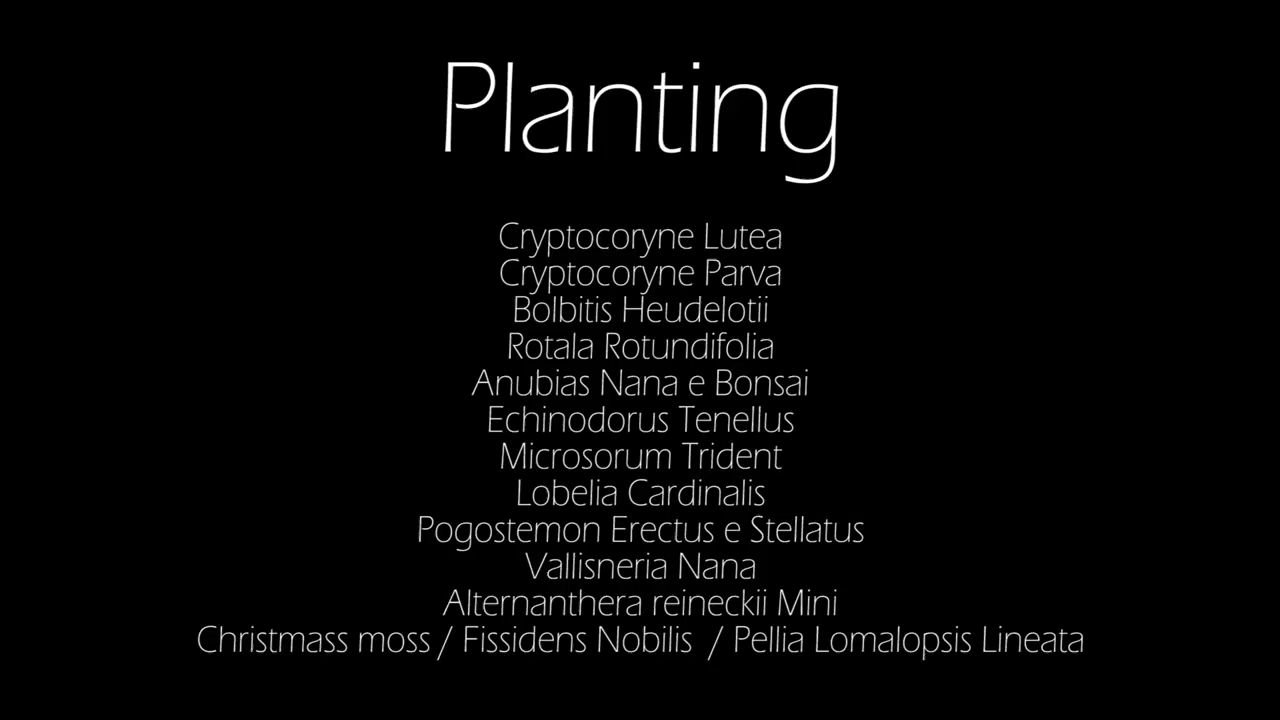 Planting
Cryptocoryne Lutea
Cryptocoryne Parva
Bolbitis Heudelotii
Rotala Rotundifolia
Anubias Nana e Bonsai
Echinodorus Tenellus
Microsorum Trident
Lobelia Cardinalis
Pogostemon Erectus e Stellatus
Vallisneria Nana
Alternanthera reineckii Mini
Christmass moss / Fissidens Nobilis / Pellia Lomalopsis Lineata